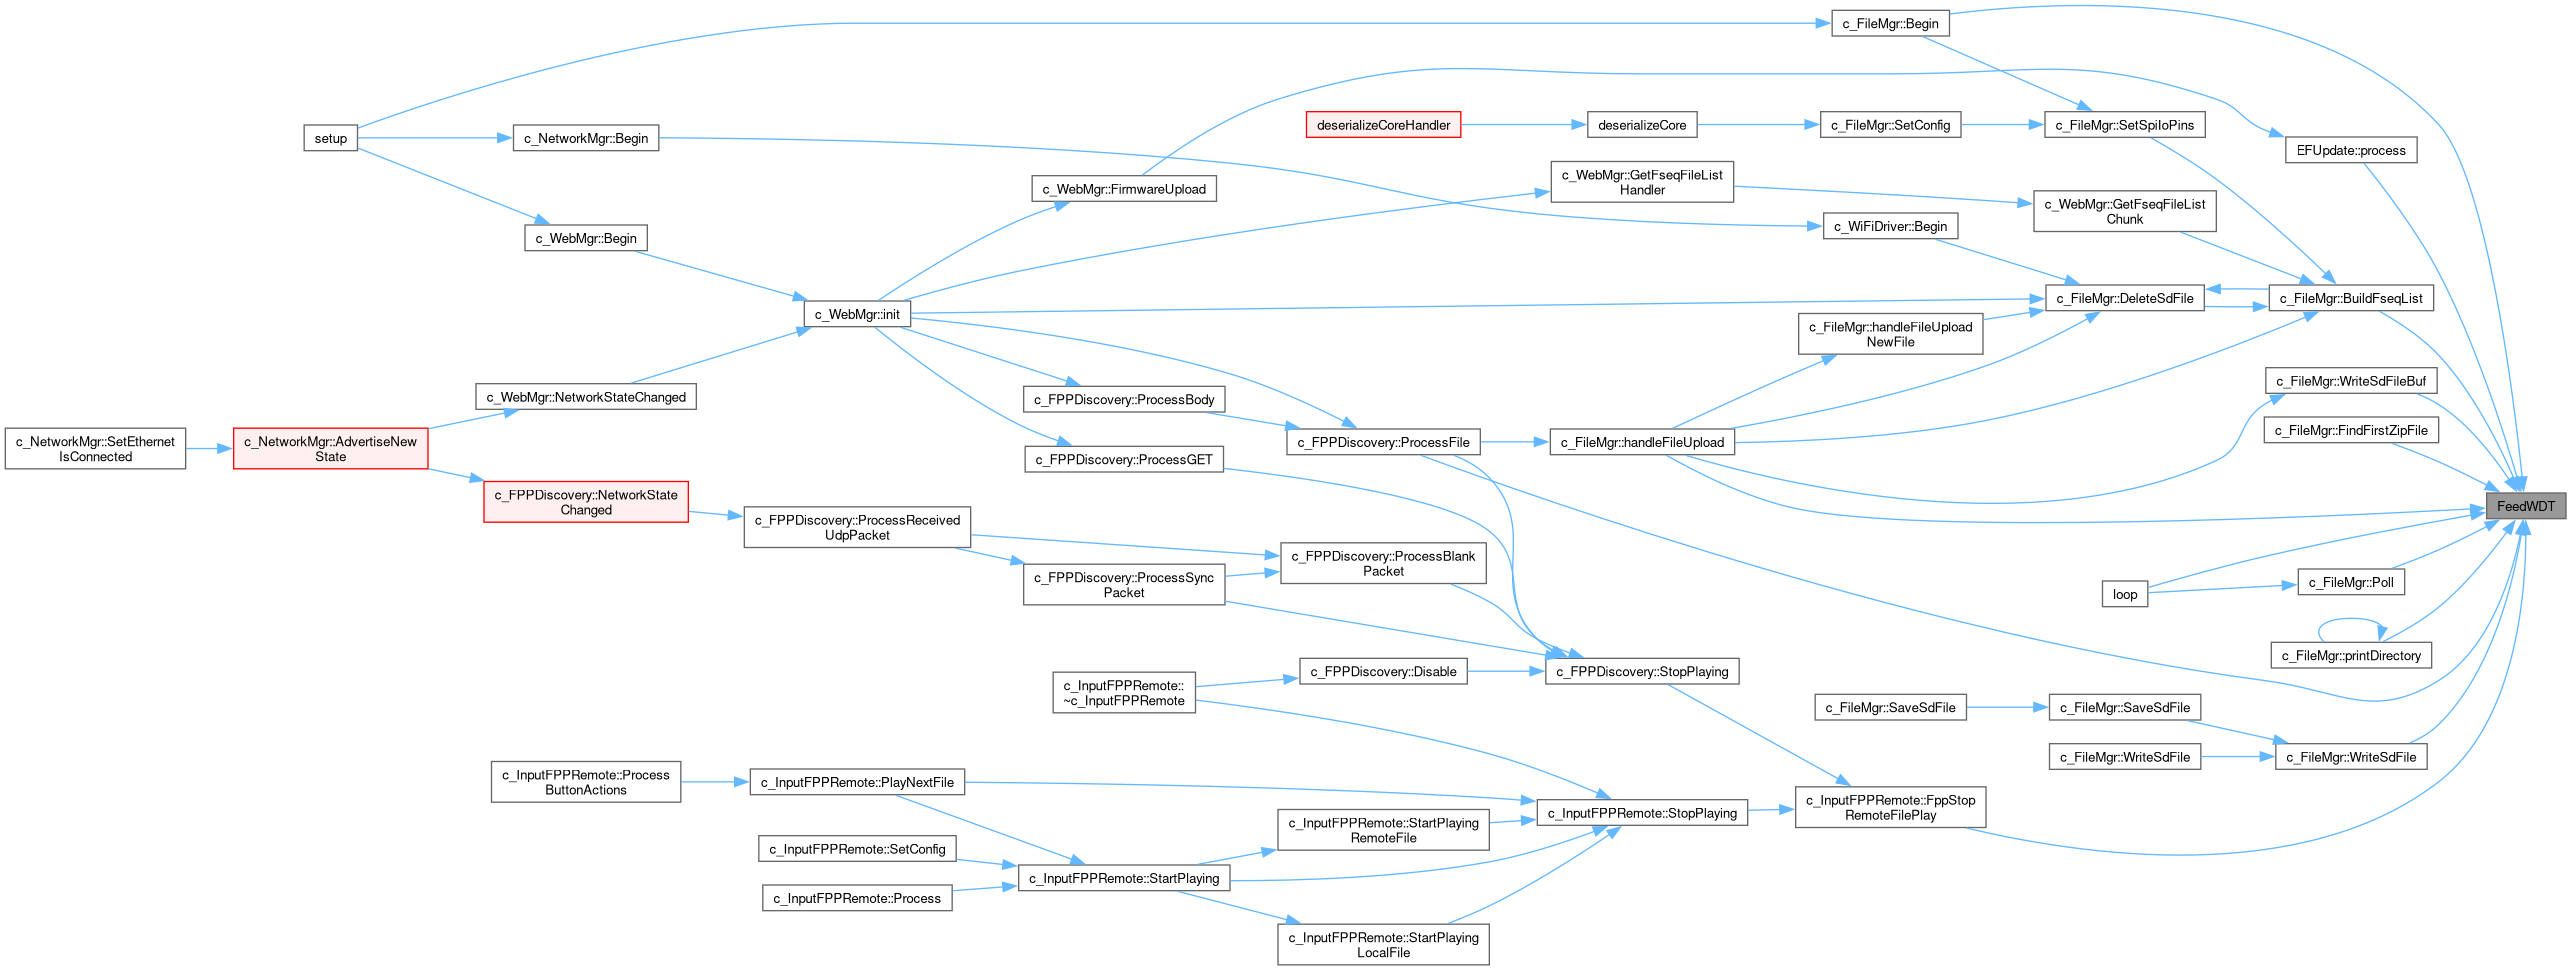 c_FileMgr::Begin
setup
c_NetworkMgr::Begin
deserializeCoreHandler
deserializeCore
c_FileMgr::SetConfig
c_FileMgr::SetSpiIoPins
EFUpdate::process
c_WebMgr::FirmwareUpload
c_WebMgr::GetFseqFileList
Handler
c_WebMgr::GetFseqFileList
Chunk
c_WebMgr::Begin
c_WiFiDriver::Begin
c_WebMgr::init
c_FileMgr::DeleteSdFile
c_FileMgr::BuildFseqList
c_FileMgr::handleFileUpload
NewFile
c_WebMgr::NetworkStateChanged
c_FPPDiscovery::ProcessBody
c_FileMgr::WriteSdFileBuf
c_NetworkMgr::SetEthernet
IsConnected
c_NetworkMgr::AdvertiseNew
State
c_FPPDiscovery::ProcessGET
c_FPPDiscovery::ProcessFile
c_FileMgr::handleFileUpload
c_FileMgr::FindFirstZipFile
c_FPPDiscovery::NetworkState
Changed
FeedWDT
c_FPPDiscovery::ProcessReceived
UdpPacket
c_FPPDiscovery::ProcessSync
Packet
c_FPPDiscovery::ProcessBlank
Packet
loop
c_FileMgr::Poll
c_FileMgr::printDirectory
c_InputFPPRemote::
~c_InputFPPRemote
c_FPPDiscovery::Disable
c_FPPDiscovery::StopPlaying
c_FileMgr::SaveSdFile
c_FileMgr::SaveSdFile
c_FileMgr::WriteSdFile
c_FileMgr::WriteSdFile
c_InputFPPRemote::Process
ButtonActions
c_InputFPPRemote::PlayNextFile
c_InputFPPRemote::StartPlaying
RemoteFile
c_InputFPPRemote::StopPlaying
c_InputFPPRemote::FppStop
RemoteFilePlay
c_InputFPPRemote::SetConfig
c_InputFPPRemote::StartPlaying
c_InputFPPRemote::Process
c_InputFPPRemote::StartPlaying
LocalFile